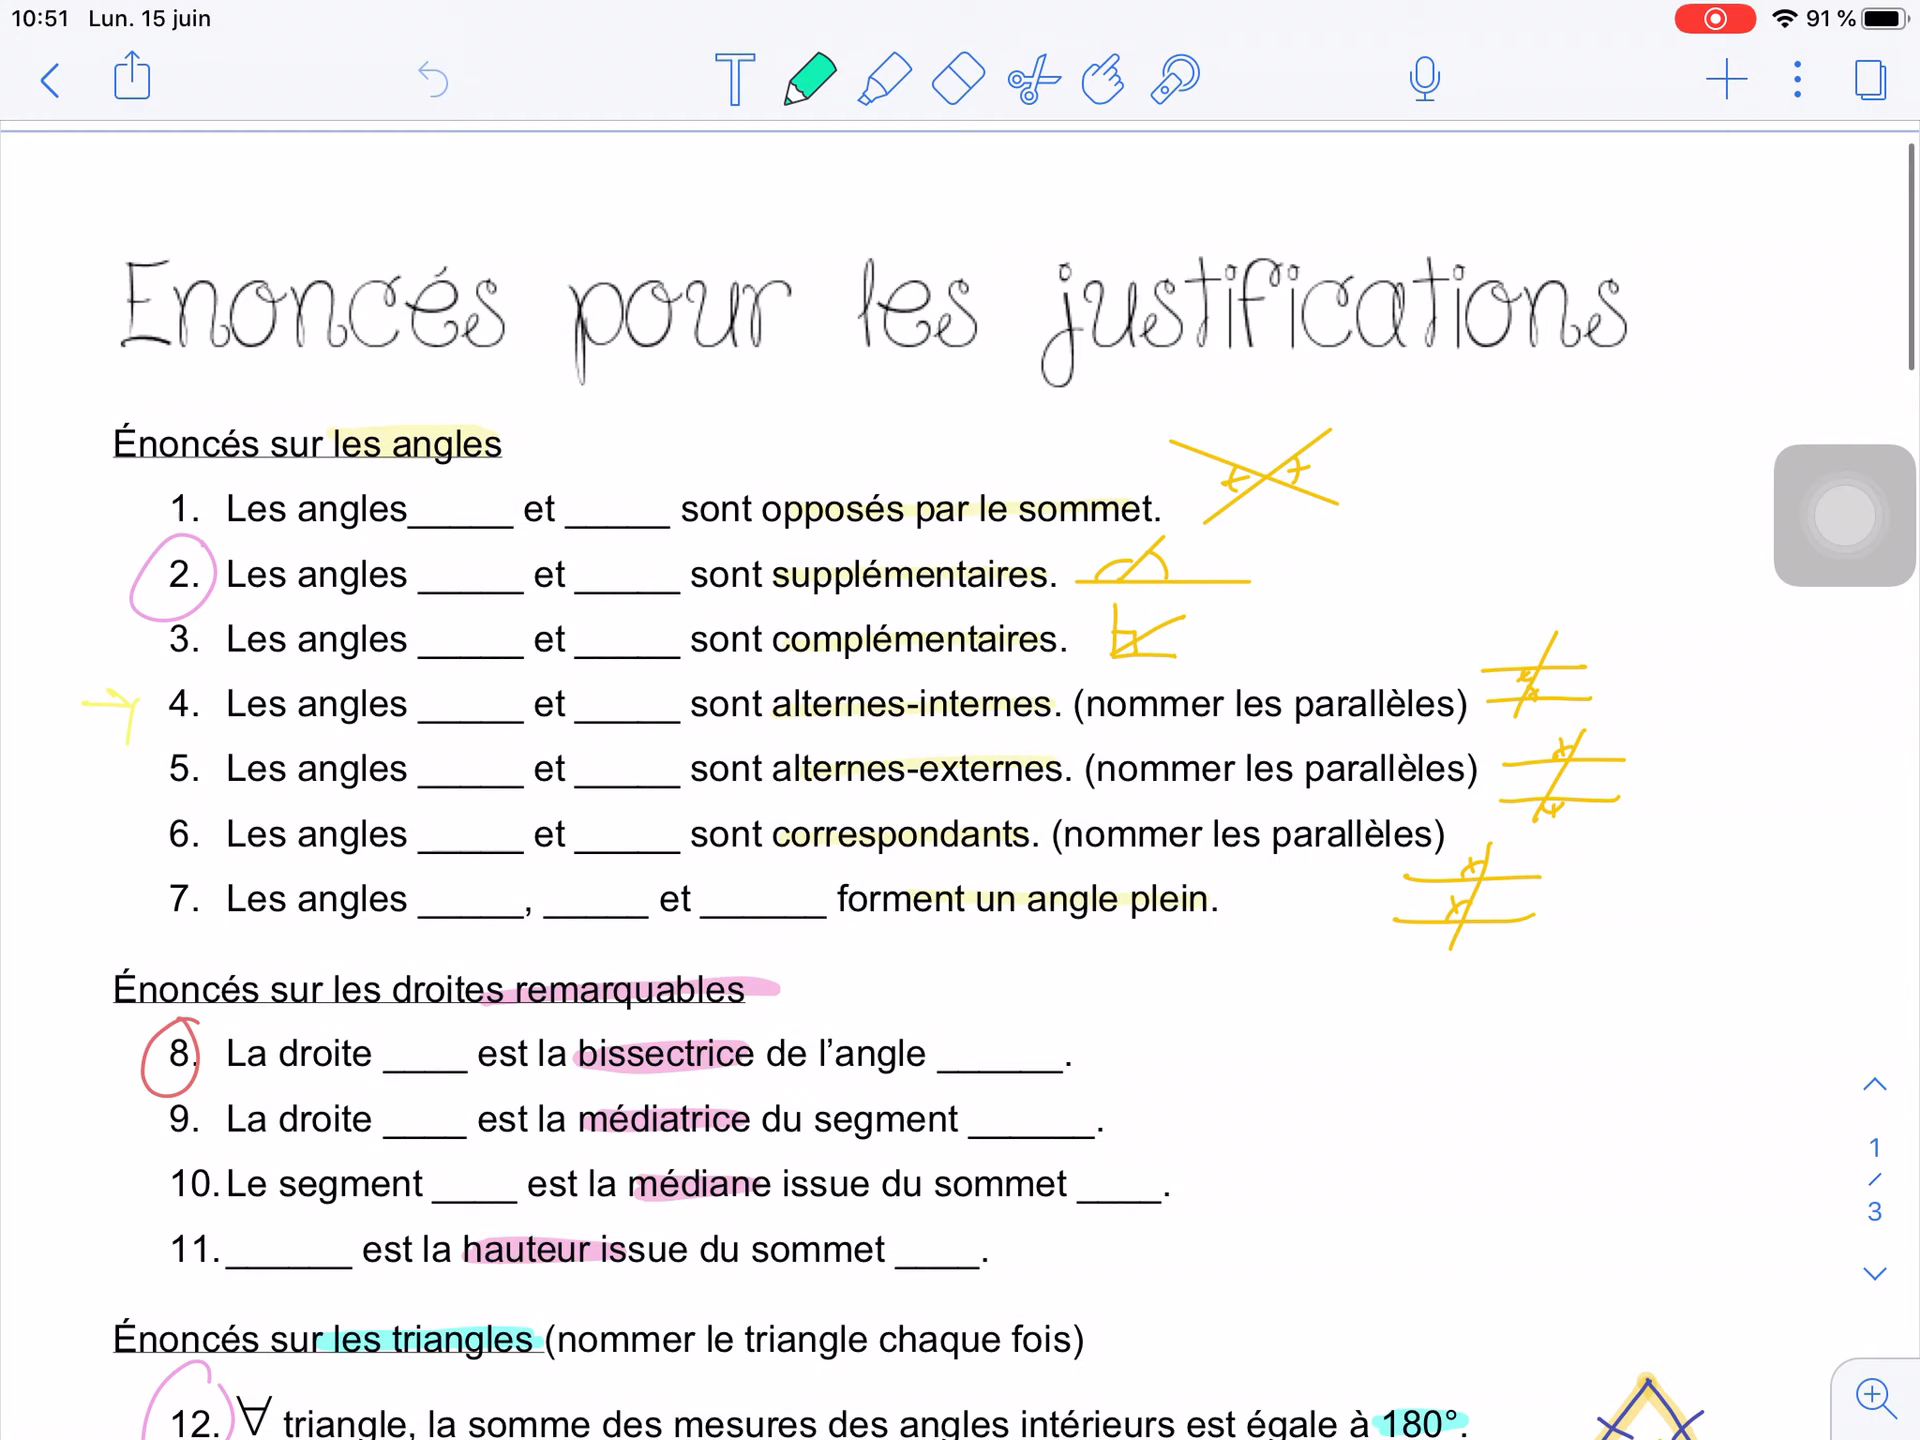 10:51 Lun. 15 juin 91 %
Enoncés pour les justifications
Énoncés sur les angles
1. Les angles_____ et _____ sont opposés par le sommet.
2. Les angles _____ et _____ sont supplémentaires.
3. Les angles _____ et _____ sont complémentaires.
4. Les angles _____ et _____ sont alternes-internes. (nommer les parallèles)
5. Les angles _____ et _____ sont alternes-externes. (nommer les parallèles)
6. Les angles _____ et _____ sont correspondants. (nommer les parallèles)
7. Les angles _____, _____ et ______ forment un angle plein.
Énoncés sur les droites remarquables
8. La droite ____ est la bissectrice de l’angle ______.
9. La droite ____ est la médiatrice du segment ______.
10. Le segment ____ est la médiane issue du sommet ____.
11. ______ est la hauteur issue du sommet ____.
1
/
3
Énoncés sur les triangles (nommer le triangle chaque fois)
12. ∀ triangle, la somme des mesures des angles intérieurs est égale à 180°.